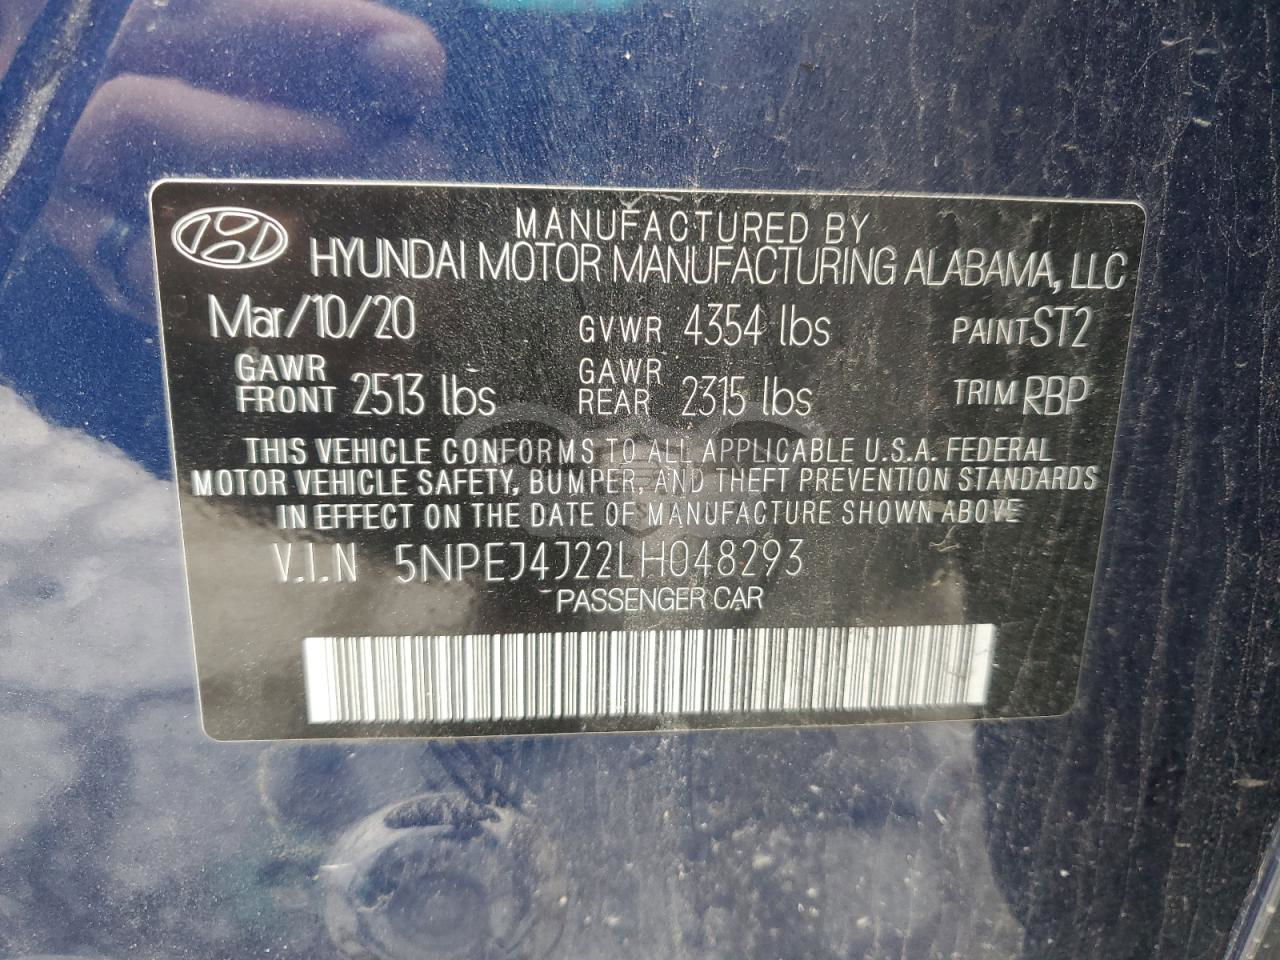 MANUFACTURED BY
HYUNDAI MOTOR MANUFACTURING ALABAMA, LLC
Mar/10/20 GVWR 4354 lbs PAINT ST2
GAWR FRONT 2513 lbs GAWR REAR 2315 lbs TRIM RBP
THIS VEHICLE CONFORMS TO ALL APPLICABLE U.S.A. FEDERAL
MOTOR VEHICLE SAFETY, BUMPER, AND THEFT PREVENTION STANDARDS
IN EFFECT ON THE DATE OF MANUFACTURE SHOWN ABOVE
V.I.N 5NPEJ4J22LH048293
PASSENGER CAR